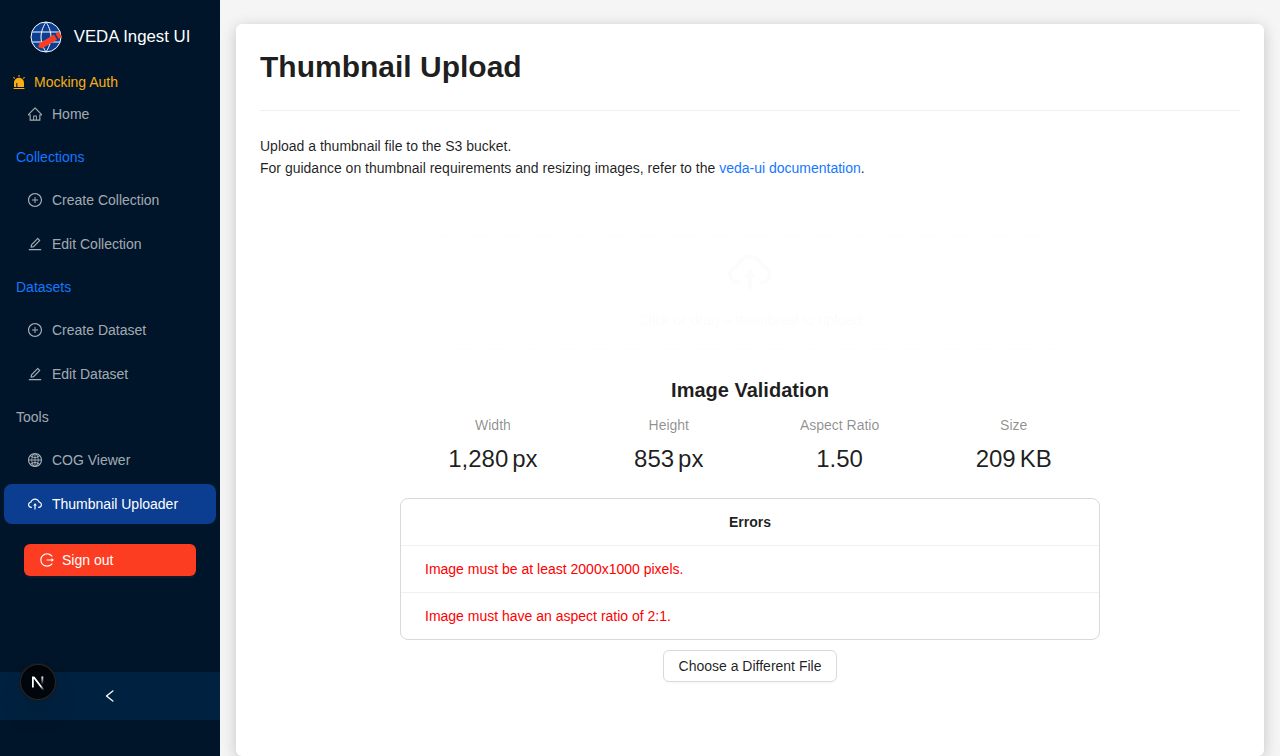 VEDA Ingest UI
Mocking Auth
Home
Collections
Create Collection
Edit Collection
Datasets
Create Dataset
Edit Dataset
Tools
COG Viewer
Thumbnail Uploader
Sign out
Thumbnail Upload
Upload a thumbnail file to the S3 bucket.
For guidance on thumbnail requirements and resizing images, refer to the veda-ui documentation.
Image Validation
Width Height Aspect Ratio Size
1,280 px 853 px 1.50 209 KB
Errors
Image must be at least 2000x1000 pixels.
Image must have an aspect ratio of 2:1.
Choose a Different File